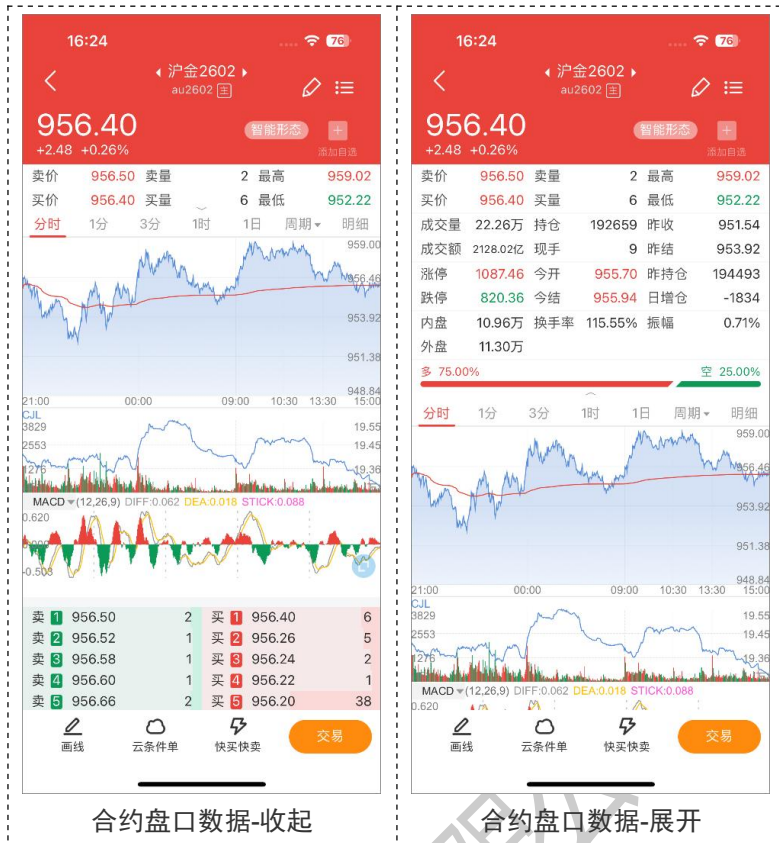 16:24
76
沪金2602
au2602 主
956.40
+2.48 +0.26%
智能形态
添加自选
卖价 956.50 卖量 2 最高 959.02
买价 956.40 买量 6 最低 952.22
分时 1分 3分 1时 1日 周期 明细
959.00
956.46
953.92
951.38
948.84
21:00 00:00 09:00 10:30 13:30 15:00
CJL
3829 19.55
2553 19.45
1276 19.36
MACD (12,26,9) DIFF:0.062 DEA:0.018 STICK:0.088
0.620
-0.503
卖 1 956.50 2 买 1 956.40 6
卖 2 956.52 1 买 2 956.26 5
卖 3 956.58 1 买 3 956.24 2
卖 4 956.60 1 买 4 956.22 1
卖 5 956.66 2 买 5 956.20 38
画线 云条件单 快买快卖 交易
合约盘口数据-收起
16:24
76
沪金2602
au2602 主
956.40
+2.48 +0.26%
智能形态
添加自选
卖价 956.50 卖量 2 最高 959.02
买价 956.40 买量 6 最低 952.22
成交量 22.26万 持仓 192659 昨收 951.54
成交额 2128.02亿 现手 9 昨结 953.92
涨停 1087.46 今开 955.70 昨持仓 194493
跌停 820.36 今结 955.94 日增仓 -1834
内盘 10.96万 换手率 115.55% 振幅 0.71%
外盘 11.30万
多 75.00% 空 25.00%
分时 1分 3分 1时 1日 周期 明细
959.00
956.46
953.92
951.38
948.84
21:00 00:00 09:00 10:30 13:30 15:00
CJL
3829 19.55
2553 19.45
1276 19.36
MACD (12,26,9) DIFF:0.062 DEA:0.018 STICK:0.088
0.620
画线 云条件单 快买快卖 交易
合约盘口数据-展开